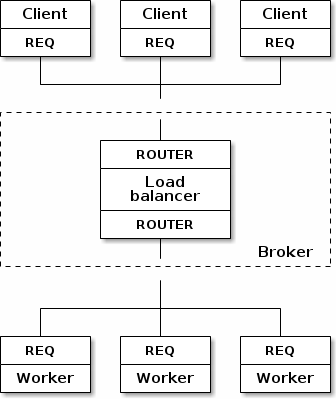 Client Client Client
REQ REQ REQ
ROUTER
Load
balancer
ROUTER
Broker
REQ REQ REQ
Worker Worker Worker